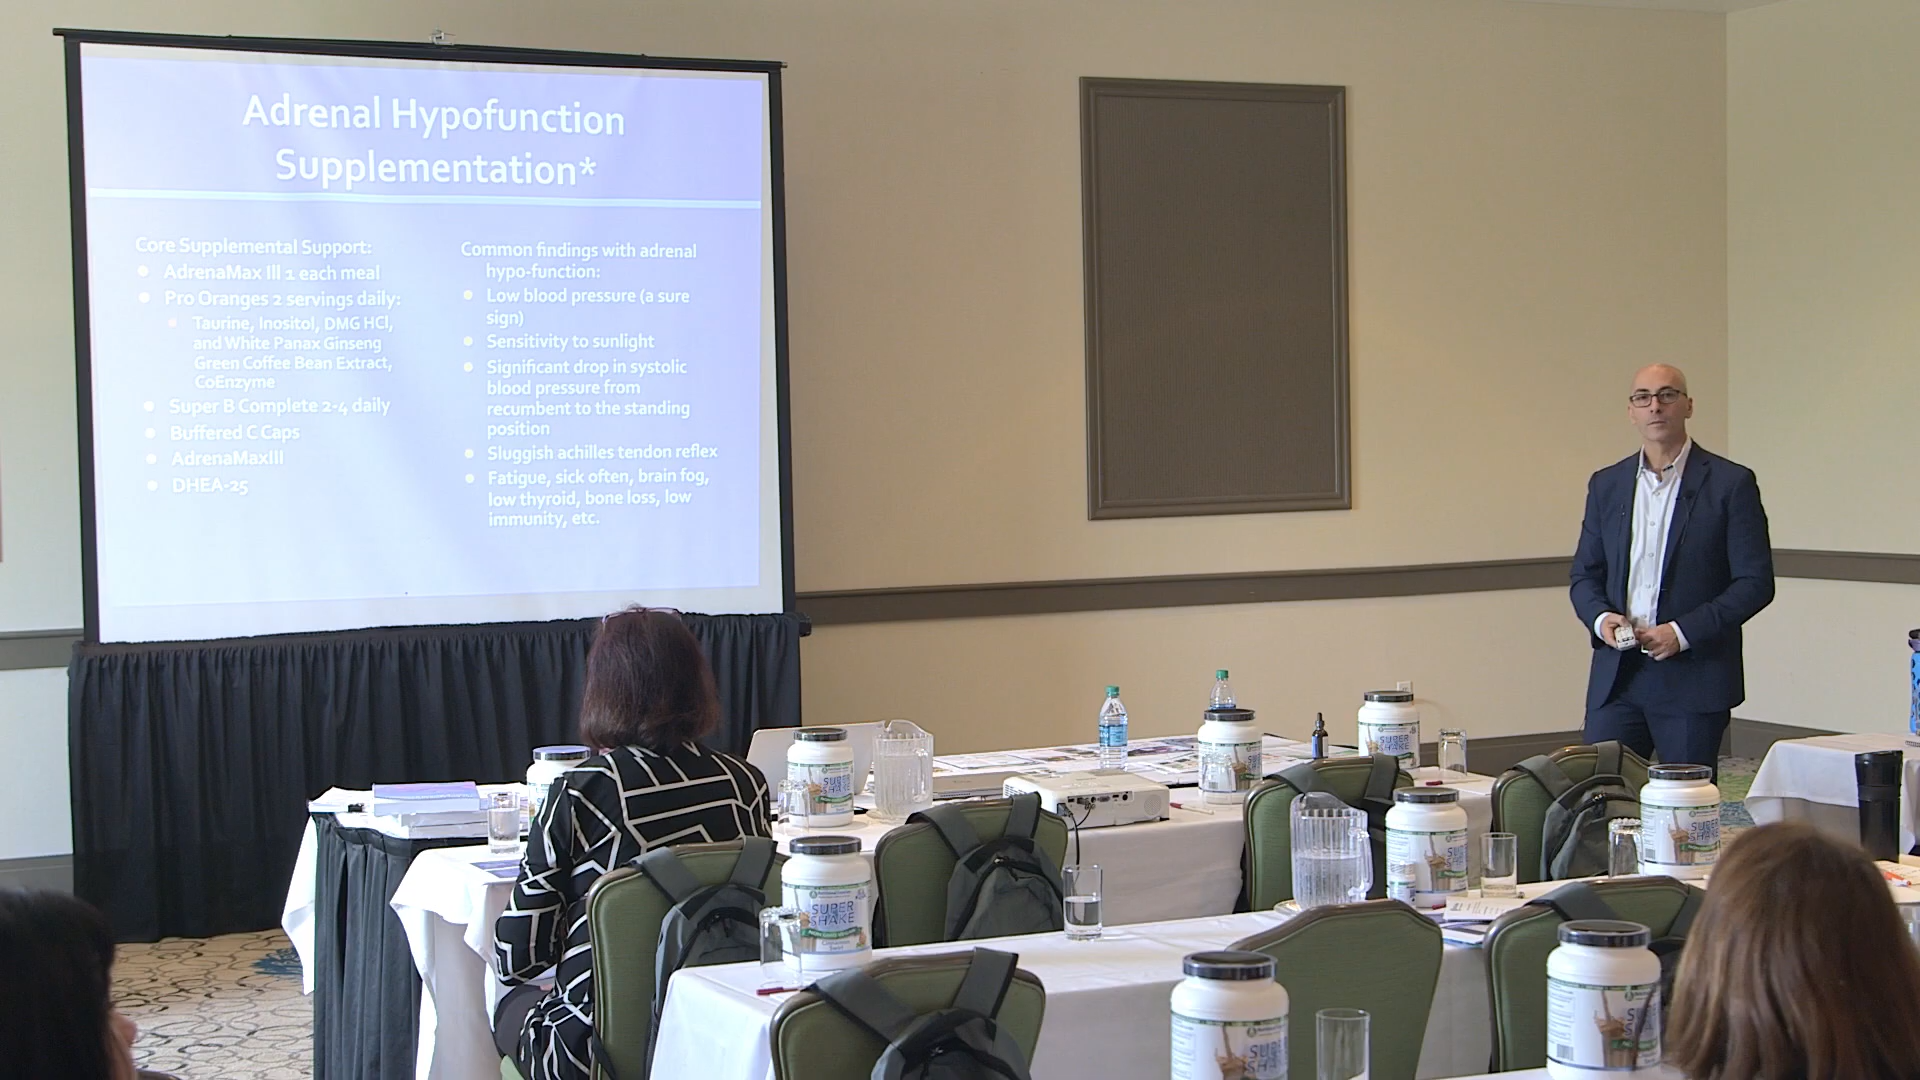 Adrenal Hypofunction
Supplementation*
Core Supplemental Support:
AdrenaMax III 1 each meal
Pro Oranges 2 servings daily:
Taurine, Inositol, DMG HCl,
and White Panax Ginseng
Green Coffee Bean Extract,
CoEnzyme
Super B Complete 2-4 daily
Buffered C Caps
AdrenaMaxIII
DHEA-25
Common findings with adrenal
hypo-function:
Low blood pressure (a sure
sign)
Sensitivity to sunlight
Significant drop in systolic
blood pressure from
recumbent to the standing
position
Sluggish achilles tendon reflex
Fatigue, sick often, brain fog,
low thyroid, bone loss, low
immunity, etc.
SUPER
SHAKE
SUPER
SHAKE
SUPER
SHAKE